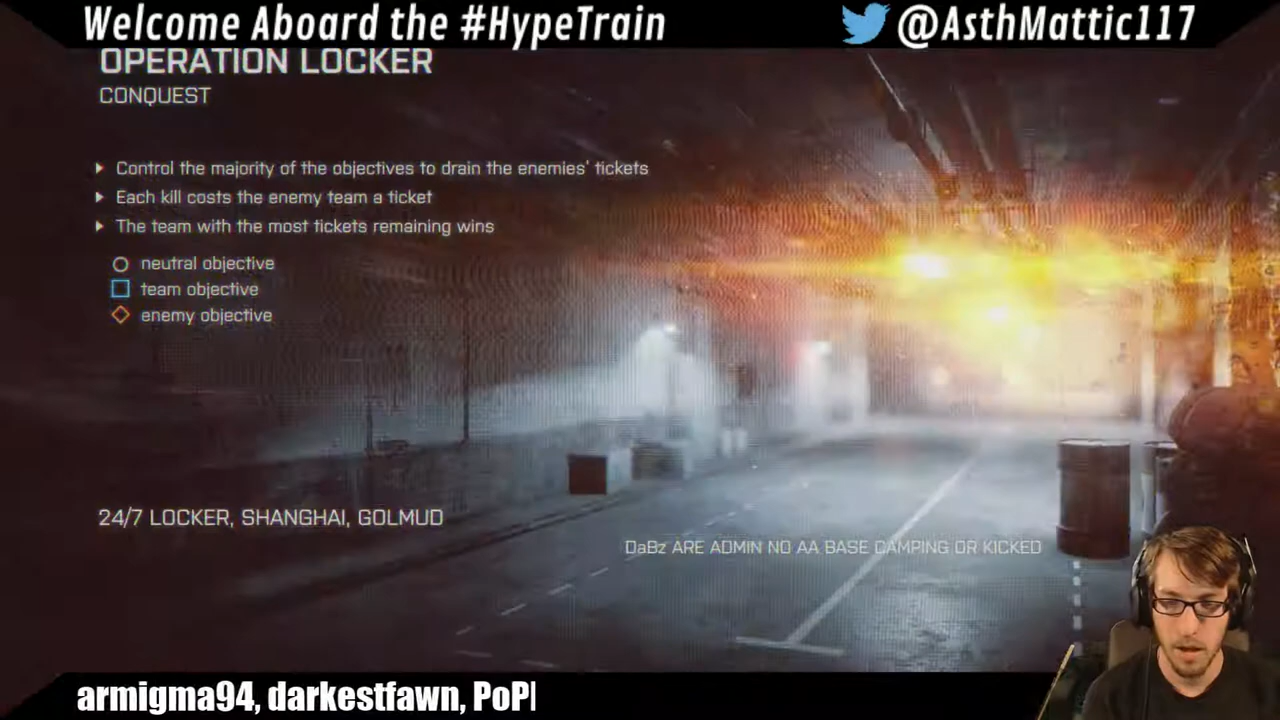 Welcome Aboard the #HypeTrain
@AsthMattic117
OPERATION LOCKER
CONQUEST
Control the majority of the objectives to drain the enemies' tickets
Each kill costs the enemy team a ticket
The team with the most tickets remaining wins
neutral objective
team objective
enemy objective
24/7 LOCKER, SHANGHAI, GOLMUD
DaBz ARE ADMIN NO AA BASE CAMPING OR KICKED
armigma94, darkestfawn, PoP